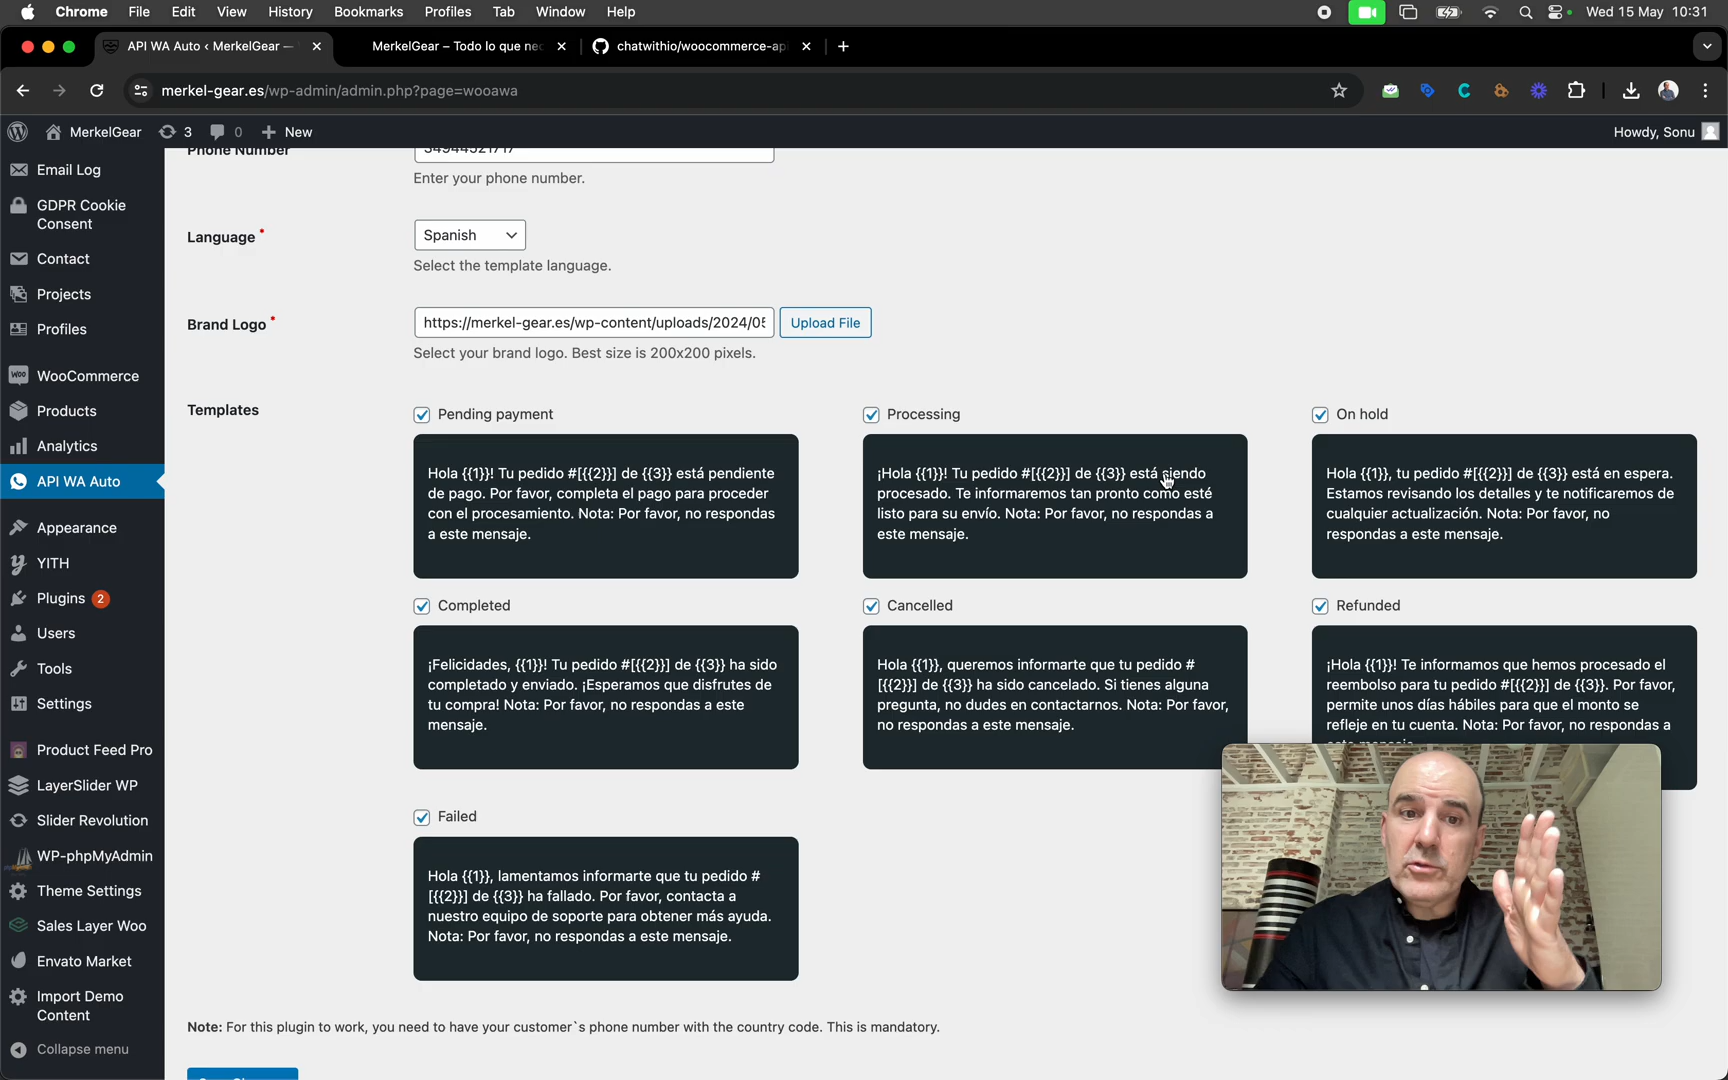 Chrome File Edit View History Bookmarks Profiles Tab Window Help Wed 15 May 10:31
API WA Auto ‹ MerkelGear — MerkelGear – Todo lo que nec chatwithio/woocommerce-api
merkel-gear.es/wp-admin/admin.php?page=wooawa
MerkelGear 3 0 New Howdy, Sonu
Email Log
GDPR Cookie
Consent
Contact
Projects
Profiles
WooCommerce
Products
Analytics
API WA Auto
Appearance
YITH
Plugins 2
Users
Tools
Settings
Product Feed Pro
LayerSlider WP
Slider Revolution
WP-phpMyAdmin
Theme Settings
Sales Layer Woo
Envato Market
Import Demo
Content
Collapse menu
Phone Number
Enter your phone number.
Language *
Spanish
Select the template language.
Brand Logo *
https://merkel-gear.es/wp-content/uploads/2024/05 Upload File
Select your brand logo. Best size is 200x200 pixels.
Templates
Pending payment
Hola {{1}}! Tu pedido #[{{2}}] de {{3}} está pendiente
de pago. Por favor, completa el pago para proceder
con el procesamiento. Nota: Por favor, no respondas
a este mensaje.
Processing
¡Hola {{1}}! Tu pedido #[{{2}}] de {{3}} está siendo
procesado. Te informaremos tan pronto como esté
listo para su envío. Nota: Por favor, no respondas a
este mensaje.
On hold
Hola {{1}}, tu pedido #[{{2}}] de {{3}} está en espera.
Estamos revisando los detalles y te notificaremos de
cualquier actualización. Nota: Por favor, no
respondas a este mensaje.
Completed
¡Felicidades, {{1}}! Tu pedido #[{{2}}] de {{3}} ha sido
completado y enviado. ¡Esperamos que disfrutes de
tu compra! Nota: Por favor, no respondas a este
mensaje.
Cancelled
Hola {{1}}, queremos informarte que tu pedido #
[{{2}}] de {{3}} ha sido cancelado. Si tienes alguna
pregunta, no dudes en contactarnos. Nota: Por favor,
no respondas a este mensaje.
Refunded
¡Hola {{1}}! Te informamos que hemos procesado el
reembolso para tu pedido #[{{2}}] de {{3}}. Por favor,
permite unos días hábiles para que el monto se
refleje en tu cuenta. Nota: Por favor, no respondas a
Failed
Hola {{1}}, lamentamos informarte que tu pedido #
[{{2}}] de {{3}} ha fallado. Por favor, contacta a
nuestro equipo de soporte para obtener más ayuda.
Nota: Por favor, no respondas a este mensaje.
Note: For this plugin to work, you need to have your customer`s phone number with the country code. This is mandatory.